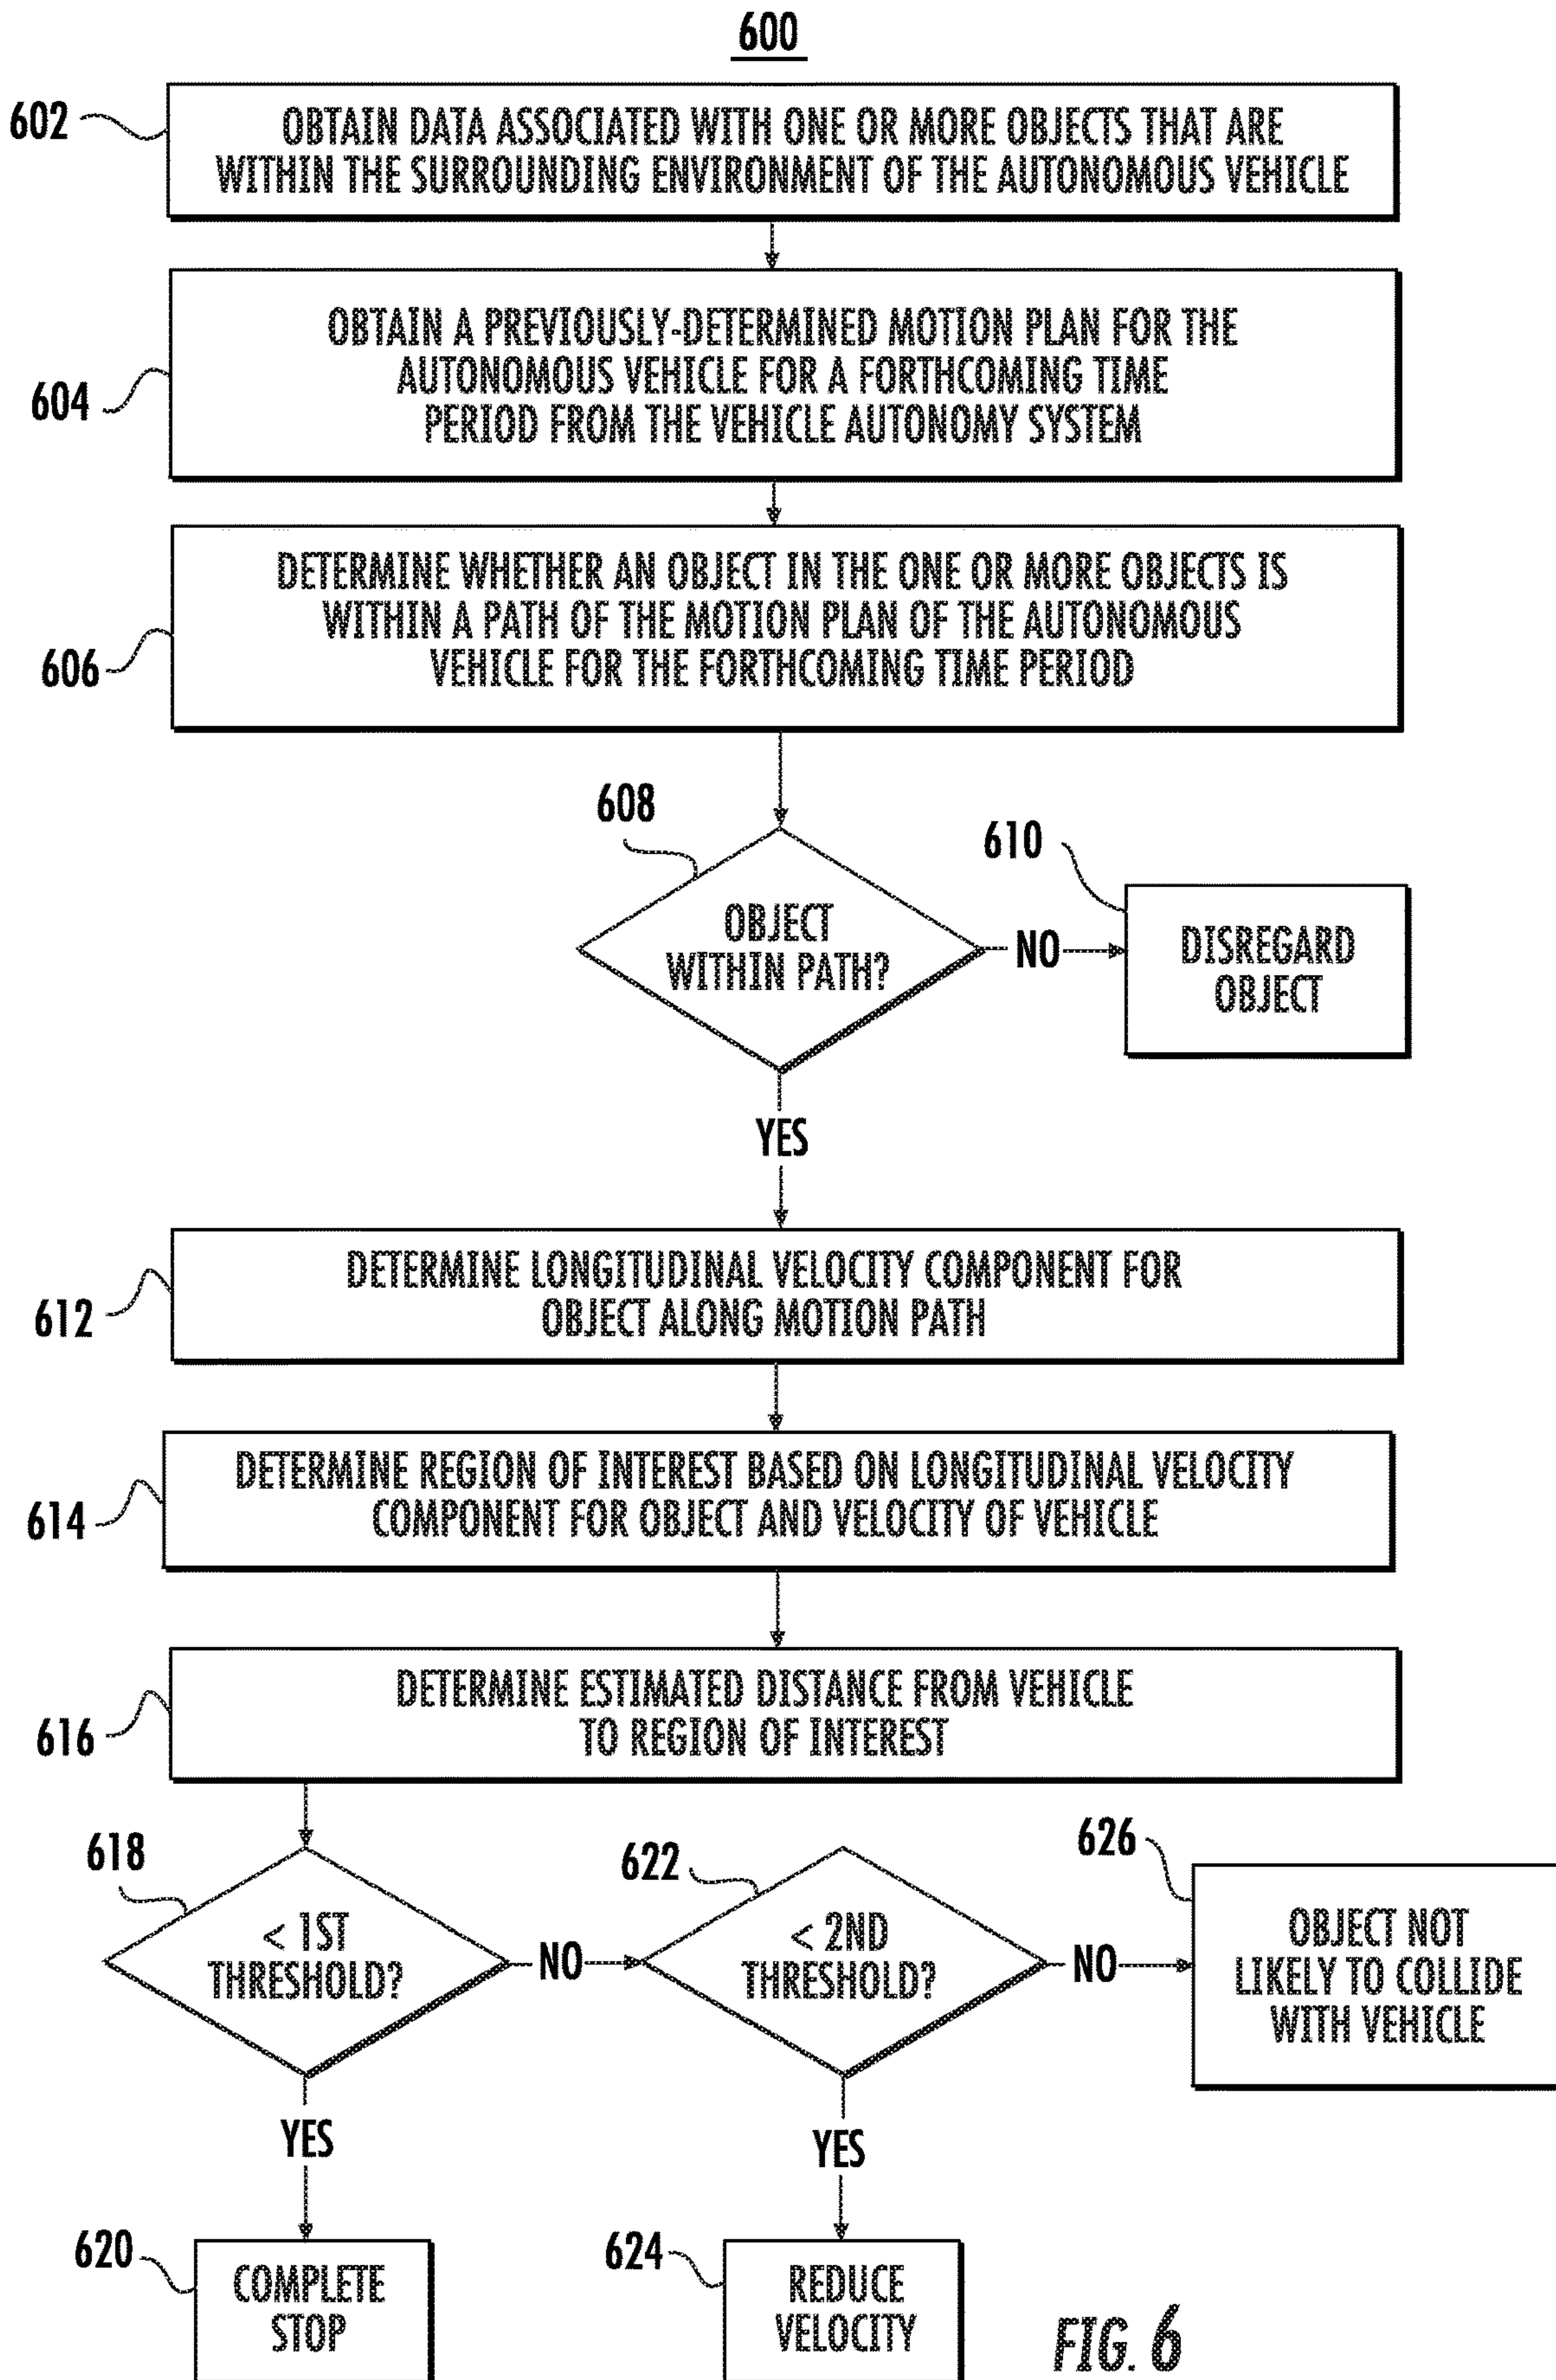 600
602
OBTAIN DATA ASSOCIATED WITH ONE OR MORE OBJECTS THAT ARE
WITHIN THE SURROUNDING ENVIRONMENT OF THE AUTONOMOUS VEHICLE
604
OBTAIN A PREVIOUSLY-DETERMINED MOTION PLAN FOR THE
AUTONOMOUS VEHICLE FOR A FORTHCOMING TIME
PERIOD FROM THE VEHICLE AUTONOMY SYSTEM
606
DETERMINE WHETHER AN OBJECT IN THE ONE OR MORE OBJECTS IS
WITHIN A PATH OF THE MOTION PLAN OF THE AUTONOMOUS
VEHICLE FOR THE FORTHCOMING TIME PERIOD
608
OBJECT
WITHIN PATH?
NO
610
DISREGARD
OBJECT
YES
612
DETERMINE LONGITUDINAL VELOCITY COMPONENT FOR
OBJECT ALONG MOTION PATH
614
DETERMINE REGION OF INTEREST BASED ON LONGITUDINAL VELOCITY
COMPONENT FOR OBJECT AND VELOCITY OF VEHICLE
616
DETERMINE ESTIMATED DISTANCE FROM VEHICLE
TO REGION OF INTEREST
618
< 1ST
THRESHOLD?
NO
622
< 2ND
THRESHOLD?
NO
626
OBJECT NOT
LIKELY TO COLLIDE
WITH VEHICLE
YES
YES
620
COMPLETE
STOP
624
REDUCE
VELOCITY
FIG. 6